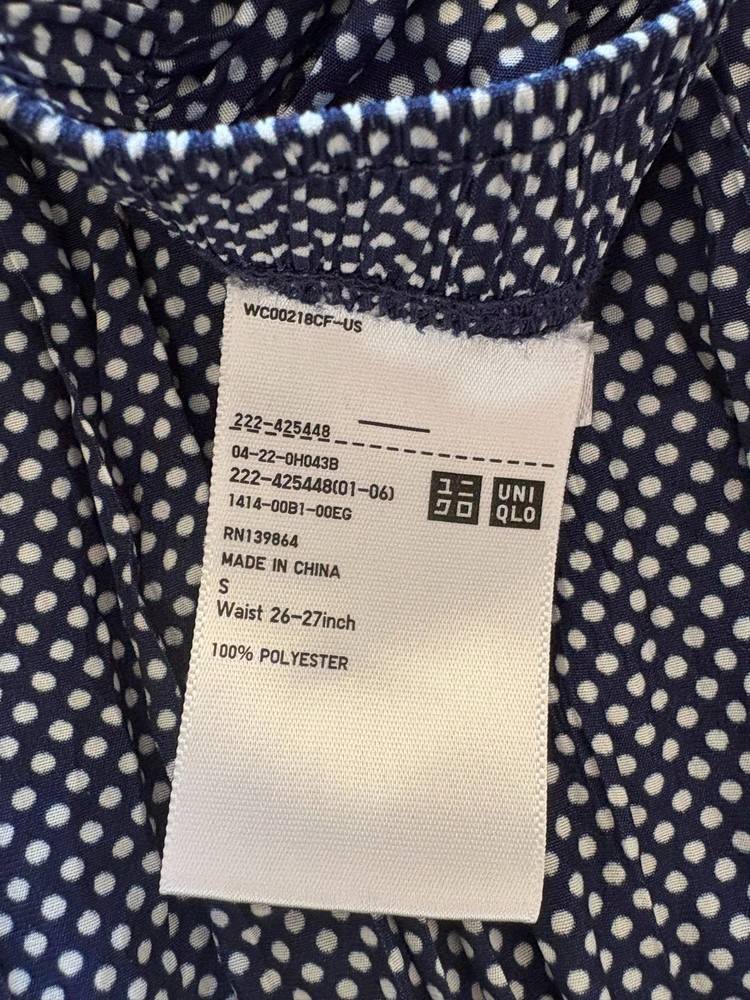 WC00218CF-US
222-425448
04-22-0H043B
222-425448(01-06)
1414-00B1-00EG
ユニ
クロ
UNI
QLO
RN139864
MADE IN CHINA
S
Waist 26-27inch
100% POLYESTER